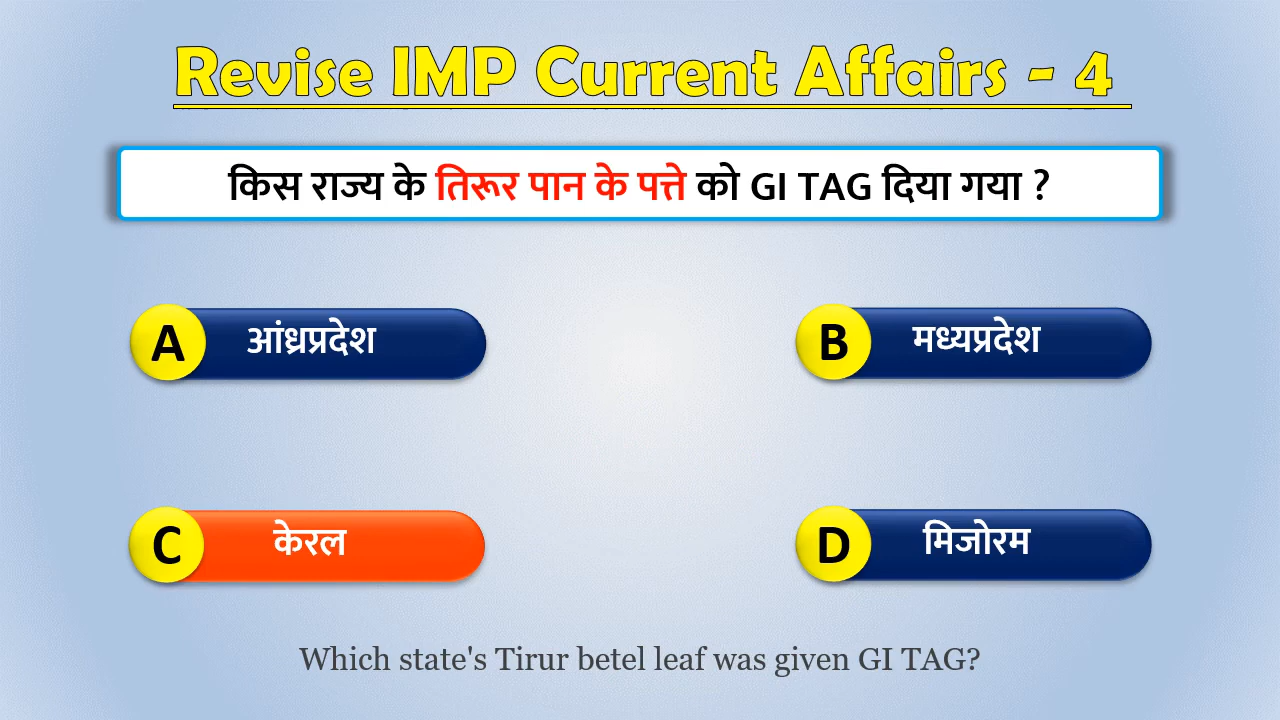 Revise IMP Current Affairs - 4
किस राज्य के तिरूर पान के पत्ते को GI TAG दिया गया ?
A आंध्रप्रदेश
B मध्यप्रदेश
C केरल
D मिजोरम
Which state's Tirur betel leaf was given GI TAG?